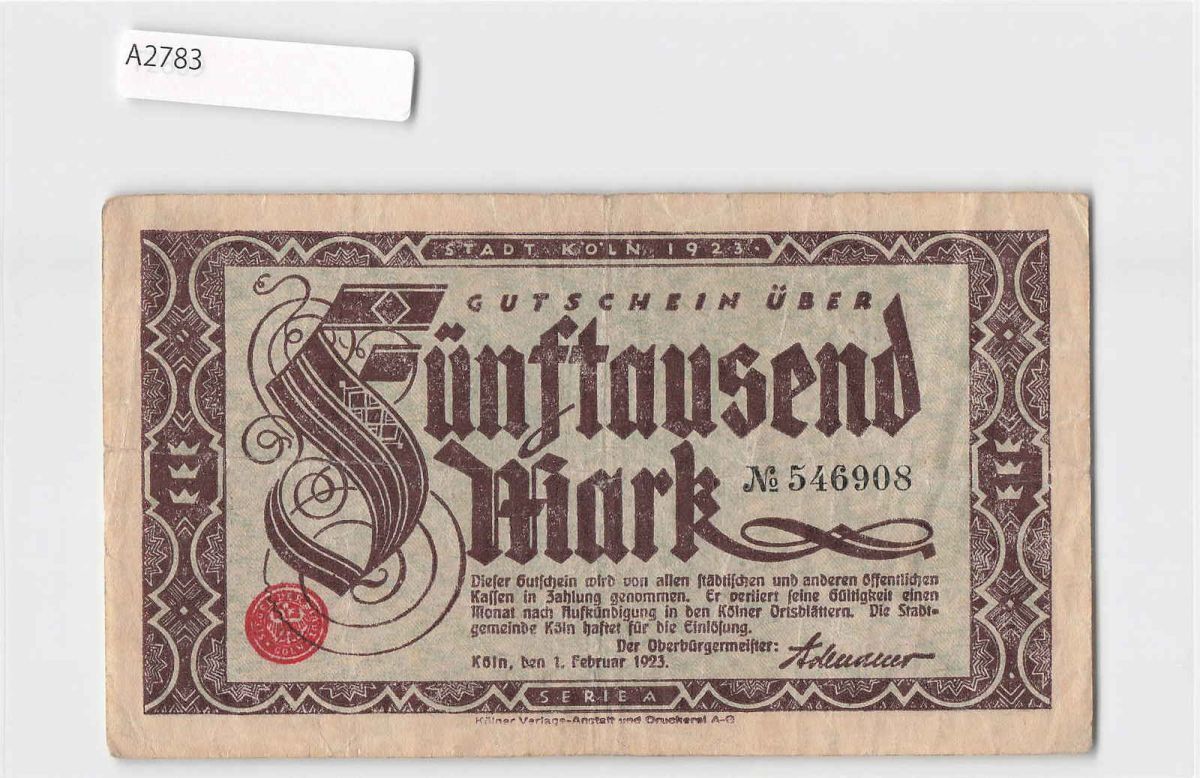 A2783
STADT KÖLN 1923
GUTSCHEIN ÜBER
Fünftausend
Mark
№ 546908
Dieser Gutschein wird von allen städtischen und anderen öffentlichen
Kassen in Zahlung genommen. Er verliert seine Gültigkeit einen
Monat nach Aufkündigung in den Kölner Ortsblättern. Die Stadt-
gemeinde Köln haftet für die Einlösung.
Der Oberbürgermeister: Adenauer
Köln, den 1. Februar 1923.
SERIE A
Kölner Verlags-Anstalt und Druckerei A-G